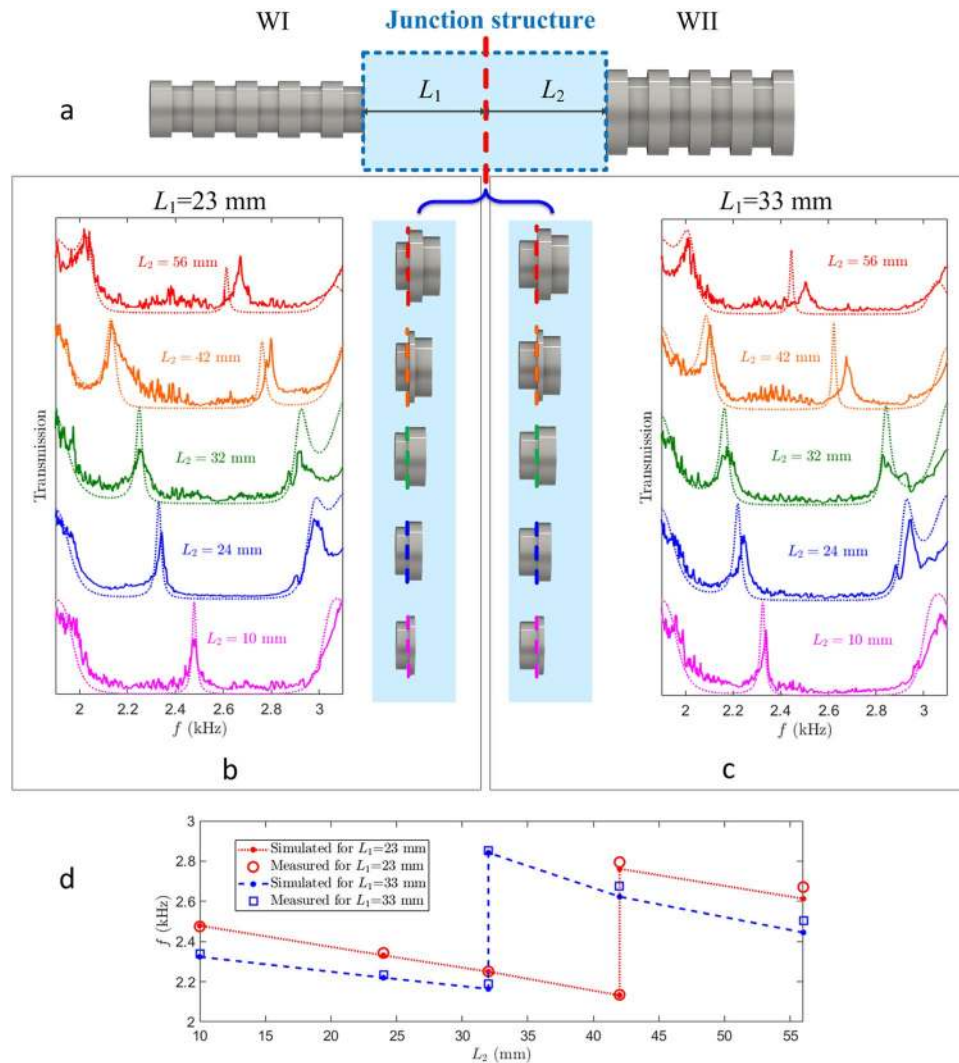 WI
Junction structure
WII
a
L1
L2
L1=23 mm
L1=33 mm
L2 = 56 mm
L2 = 42 mm
L2 = 32 mm
L2 = 24 mm
L2 = 10 mm
Transmission
2 2.2 2.4 2.6 2.8 3
f (kHz)
b
L2 = 56 mm
L2 = 42 mm
L2 = 32 mm
L2 = 24 mm
L2 = 10 mm
Transmission
2 2.2 2.4 2.6 2.8 3
f (kHz)
c
d
3
2.8
2.6
2.4
2.2
2
f (kHz)
Simulated for L1=23 mm
Measured for L1=23 mm
Simulated for L1=33 mm
Measured for L1=33 mm
10 15 20 25 30 35 40 45 50 55
L2 (mm)